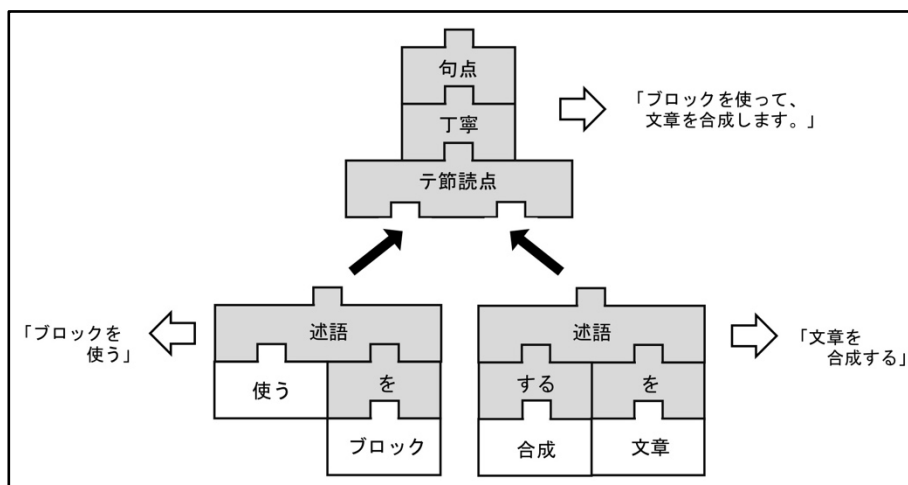 句点
丁寧
テ節読点
「ブロックを使って、
文章を合成します。」
述語
使う
を
ブロック
「ブロックを
使う」
述語
する
を
合成
文章
「文章を
合成する」